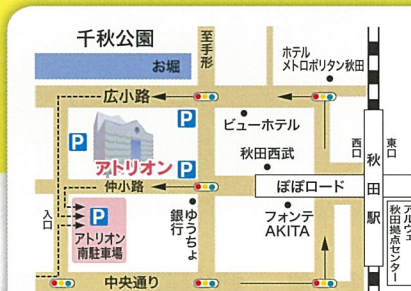 千秋公園
お堀
至手形
ホテル
メトロポリタン秋田
広小路
P
ビューホテル
P
西口
東口
アトリオン
P
秋田西武
秋田駅
仲小路
ぽぽロード
入口
P
アトリオン
南駐車場
ゆうちょ
銀行
フォンテ
AKITA
アルヴェ
秋田拠点センター
中央通り